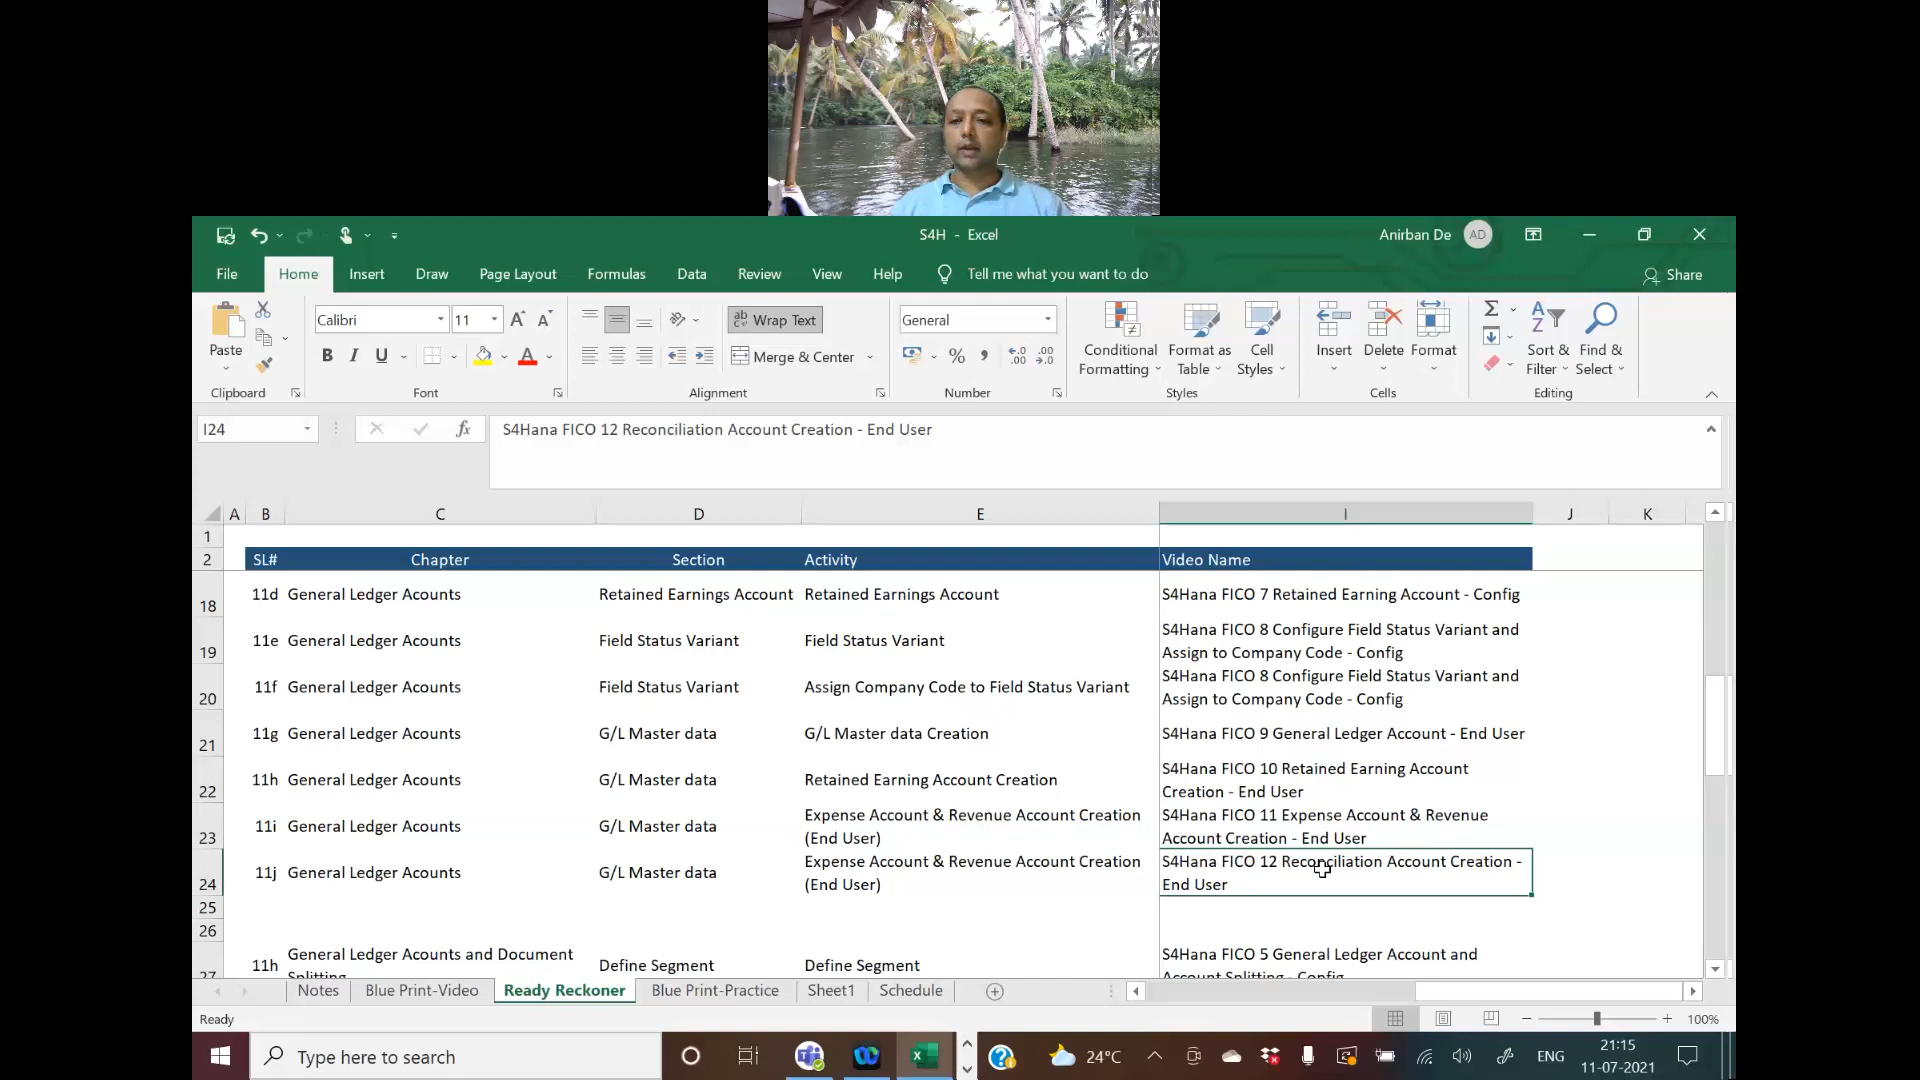 S4H - Excel
Anirban De AD
File Home Insert Draw Page Layout Formulas Data Review View Help Tell me what you want to do Share
Calibri 11 ab Wrap Text General
Paste B I U Merge & Center % Conditional Formatting Format as Table Cell Styles Insert Delete Format Sort & Filter Find & Select
Clipboard Font Alignment Number Styles Cells Editing
I24 fx S4Hana FICO 12 Reconciliation Account Creation - End User
A B C D E I J K
1
2 SL# Chapter Section Activity Video Name
18 11d General Ledger Acounts Retained Earnings Account Retained Earnings Account S4Hana FICO 7 Retained Earning Account - Config
19 11e General Ledger Acounts Field Status Variant Field Status Variant S4Hana FICO 8 Configure Field Status Variant and
Assign to Company Code - Config
20 11f General Ledger Acounts Field Status Variant Assign Company Code to Field Status Variant S4Hana FICO 8 Configure Field Status Variant and
Assign to Company Code - Config
21 11g General Ledger Acounts G/L Master data G/L Master data Creation S4Hana FICO 9 General Ledger Account - End User
22 11h General Ledger Acounts G/L Master data Retained Earning Account Creation S4Hana FICO 10 Retained Earning Account
Creation - End User
23 11i General Ledger Acounts G/L Master data Expense Account & Revenue Account Creation
(End User) S4Hana FICO 11 Expense Account & Revenue
Account Creation - End User
24 11j General Ledger Acounts G/L Master data Expense Account & Revenue Account Creation
(End User) S4Hana FICO 12 Reconciliation Account Creation -
End User
25
26
27 11h General Ledger Acounts and Document
Splitting Define Segment Define Segment S4Hana FICO 5 General Ledger Account and
Account Splitting - Config
Notes Blue Print-Video Ready Reckoner Blue Print-Practice Sheet1 Schedule
Ready 100%
Type here to search 24°C ENG 21:15
11-07-2021